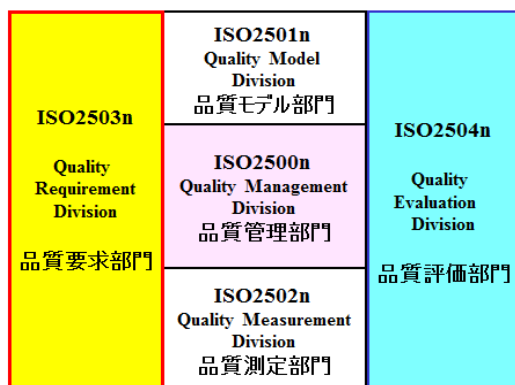 ISO2503n
Quality
Requirement
Division
品質要求部門
ISO2501n
Quality Model
Division
品質モデル部門
ISO2500n
Quality Management
Division
品質管理部門
ISO2502n
Quality Measurement
Division
品質測定部門
ISO2504n
Quality
Evaluation
Division
品質評価部門